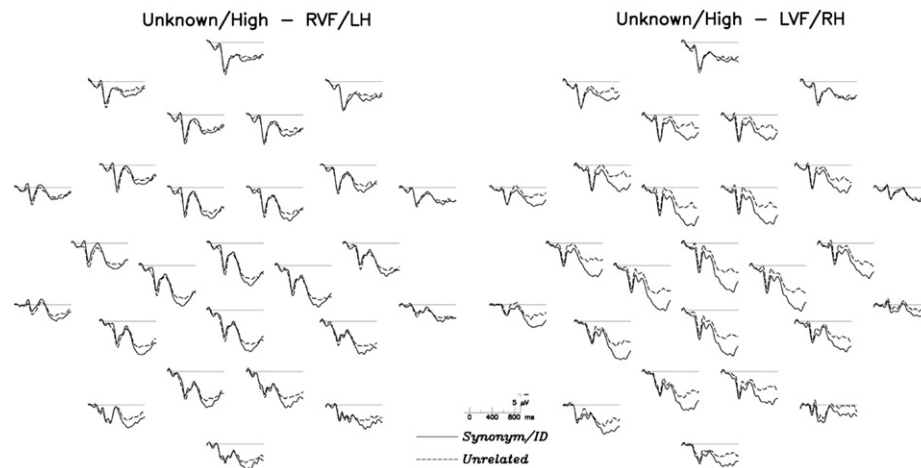 Unknown/High – RVF/LH
Unknown/High – LVF/RH
5 μV
0 400 800 ms
Synonym/ID
Unrelated